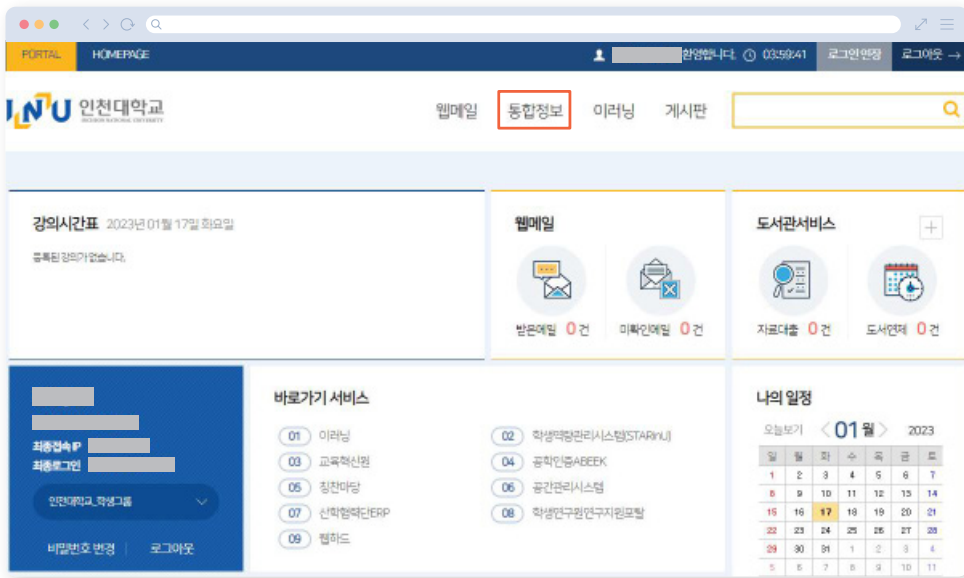 PORTAL HOMEPAGE 환영합니다. 03:59:41 로그인연장 로그아웃 →
INU 인천대학교
INCHEON NATIONAL UNIVERSITY
웹메일 통합정보 이러닝 게시판
강의시간표 2023년 01월 17일 화요일
등록된 강의가 없습니다.
웹메일
받은메일 0 건 미확인메일 0 건
도서관서비스 +
자료대출 0 건 도서연체 0 건
최종접속 IP
최종로그인
인천대학교_학생그룹
비밀번호 변경 로그아웃
바로가기 서비스
01 이러닝 02 학생역량관리시스템(STARinU)
03 교육혁신원 04 공학인증ABEEK
05 칭찬마당 06 공간관리시스템
07 산학협력단ERP 08 학생연구원연구지원포탈
09 웹하드
나의 일정
오늘보기 < 01월 > 2023
일 월 화 수 목 금 토
1 2 3 4 5 6 7
8 9 10 11 12 13 14
15 16 17 18 19 20 21
22 23 24 25 26 27 28
29 30 31 1 2 3 4
5 6 7 8 9 10 11